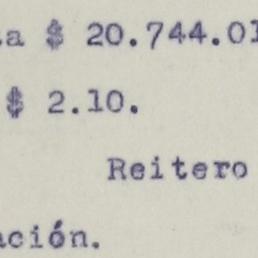 a $ 20.744.01
$ 2.10.
Reitero
ación.